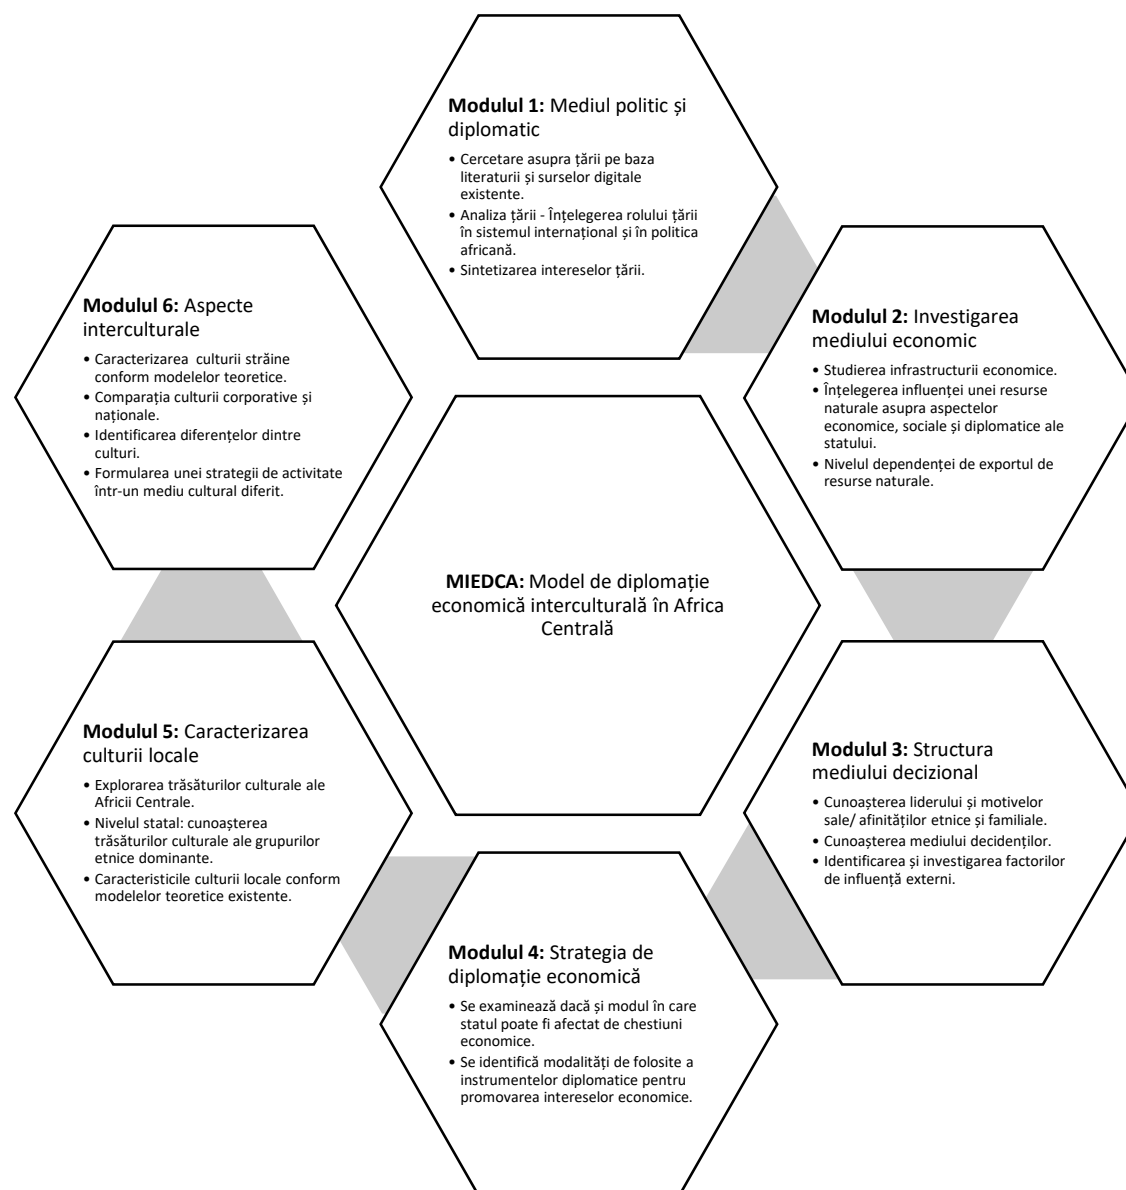 Modulul 1: Mediul politic și
diplomatic
• Cercetare asupra țării pe baza
literaturii și surselor digitale
existente.
• Analiza țării - Înțelegerea rolului țării
în sistemul internațional și în politica
africană.
• Sintetizarea intereselor țării.
Modulul 2: Investigarea
mediului economic
• Studierea infrastructurii economice.
• Înțelegerea influenței unei resurse
naturale asupra aspectelor
economice, sociale și diplomatice ale
statului.
• Nivelul dependenței de exportul de
resurse naturale.
Modulul 3: Structura
mediului decizional
• Cunoașterea liderului și motivelor
sale/ afinităților etnice și familiale.
• Cunoașterea mediului decidenților.
• Identificarea și investigarea factorilor
de influență externi.
Modulul 4: Strategia de
diplomație economică
• Se examinează dacă și modul în care
statul poate fi afectat de chestiuni
economice.
• Se identifică modalități de folosite a
instrumentelor diplomatice pentru
promovarea intereselor economice.
Modulul 5: Caracterizarea
culturii locale
• Explorarea trăsăturilor culturale ale
Africii Centrale.
• Nivelul statal: cunoașterea
trăsăturilor culturale ale grupurilor
etnice dominante.
• Caracteristicile culturii locale conform
modelelor teoretice existente.
Modulul 6: Aspecte
interculturale
• Caracterizarea  culturii străine
conform modelelor teoretice.
• Comparația culturii corporative și
naționale.
• Identificarea diferențelor dintre
culturi.
• Formularea unei strategii de activitate
într-un mediu cultural diferit.
MIEDCA: Model de diplomație
economică interculturală în Africa
Centrală